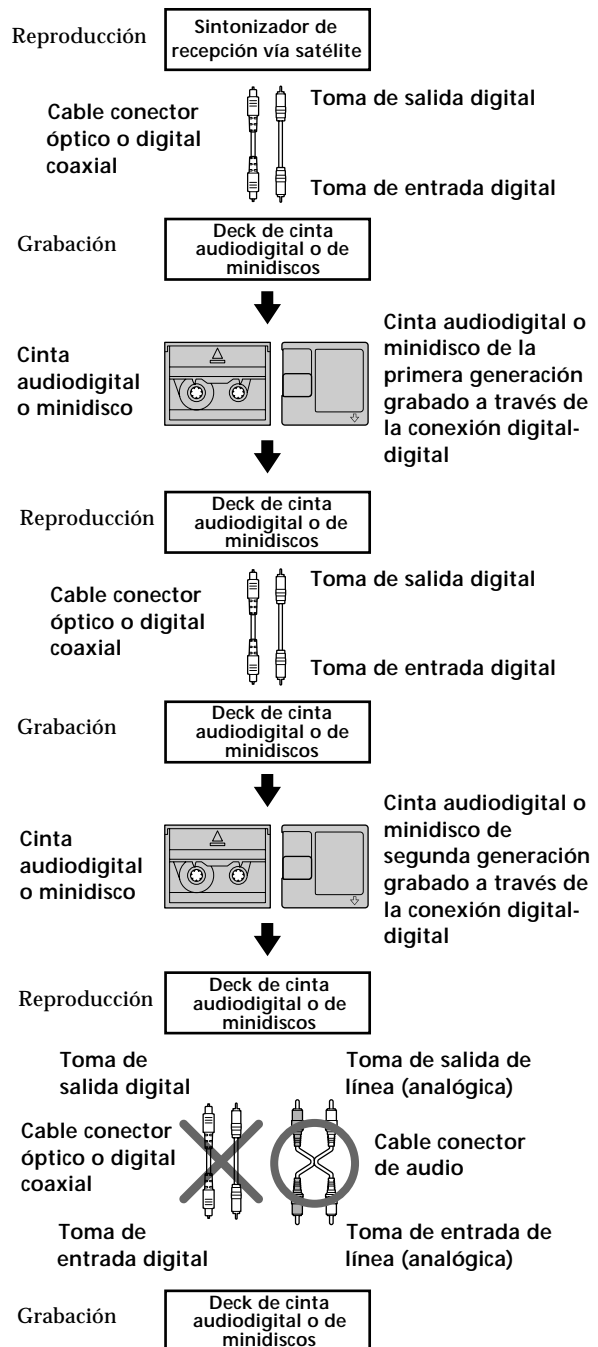 Reproducción
Sintonizador de
recepción vía satélite
Cable conector
óptico o digital
coaxial
Toma de salida digital
Toma de entrada digital
Grabación
Deck de cinta
audiodigital o de
minidiscos
Cinta
audiodigital
o minidisco
Cinta audiodigital o
minidisco de la
primera generación
grabado a través de
la conexión digital-
digital
Reproducción
Deck de cinta
audiodigital o de
minidiscos
Cable conector
óptico o digital
coaxial
Toma de salida digital
Toma de entrada digital
Grabación
Deck de cinta
audiodigital o de
minidiscos
Cinta
audiodigital
o minidisco
Cinta audiodigital o
minidisco de
segunda generación
grabado a través de
la conexión digital-
digital
Reproducción
Deck de cinta
audiodigital o de
minidiscos
Toma de
salida digital
Toma de salida de
línea (analógica)
Cable conector
óptico o digital
coaxial
Cable conector
de audio
Toma de
entrada digital
Toma de entrada de
línea (analógica)
Grabación
Deck de cinta
audiodigital o de
minidiscos